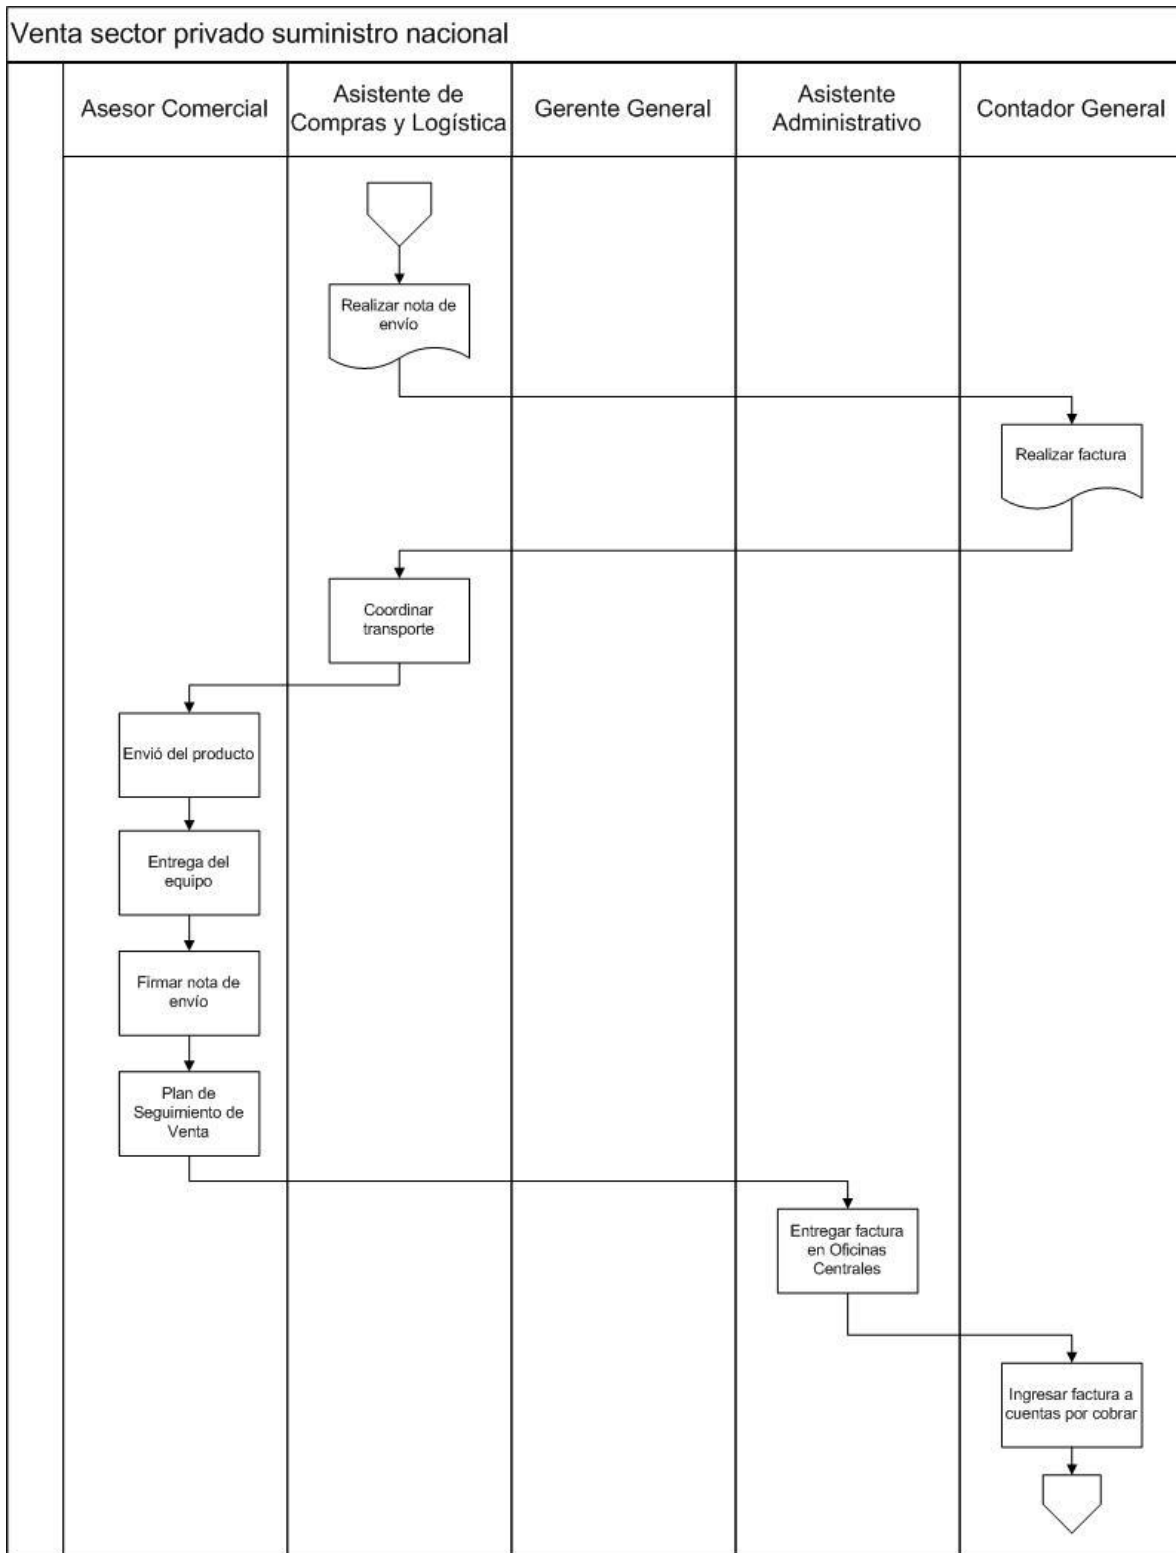 Venta sector privado suministro nacional
Asesor Comercial
Asistente de
Compras y Logística
Gerente General
Asistente
Administrativo
Contador General
Realizar nota de
envío
Realizar factura
Coordinar
transporte
Envió del producto
Entrega del
equipo
Firmar nota de
envío
Plan de
Seguimiento de
Venta
Entregar factura
en Oficinas
Centrales
Ingresar factura a
cuentas por cobrar